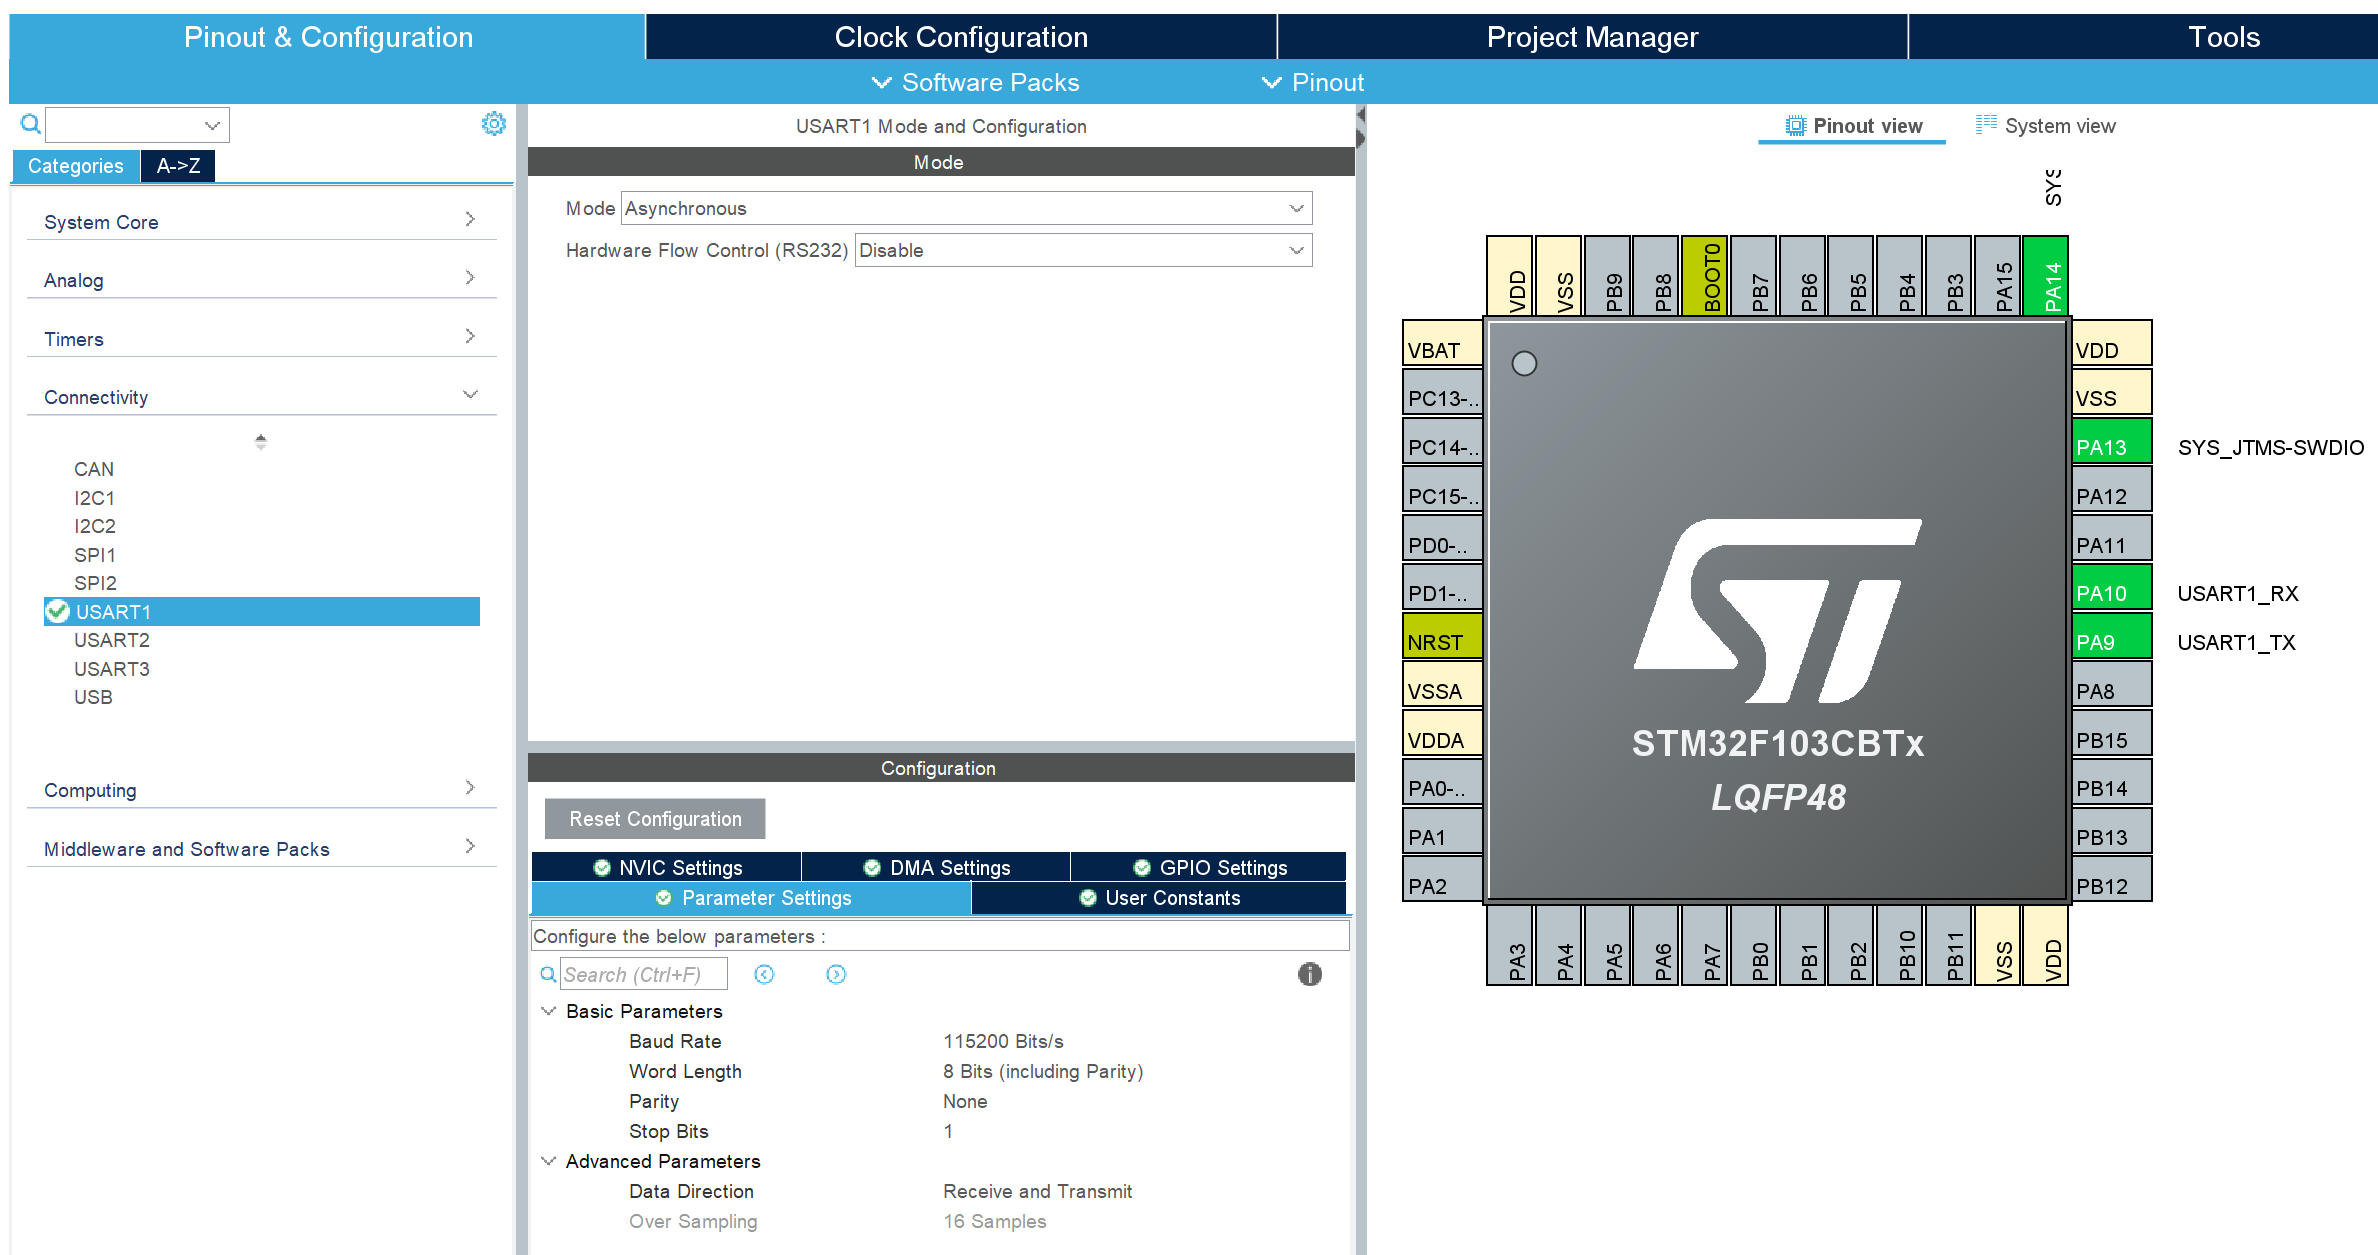 Pinout & Configuration
Clock Configuration
Project Manager
Tools
Software Packs
Pinout
Categories
A->Z
System Core
Analog
Timers
Connectivity
CAN
I2C1
I2C2
SPI1
SPI2
USART1
USART2
USART3
USB
Computing
Middleware and Software Packs
USART1 Mode and Configuration
Mode
Mode Asynchronous
Hardware Flow Control (RS232) Disable
Configuration
Reset Configuration
NVIC Settings
DMA Settings
GPIO Settings
Parameter Settings
User Constants
Configure the below parameters :
Search (Ctrl+F)
Basic Parameters
Baud Rate 115200 Bits/s
Word Length 8 Bits (including Parity)
Parity None
Stop Bits 1
Advanced Parameters
Data Direction Receive and Transmit
Over Sampling 16 Samples
Pinout view
System view
SYS
VDD
VSS
PB9
PB8
BOOT0
PB7
PB6
PB5
PB4
PB3
PA15
PA14
VBAT
PC13-..
PC14-..
PC15-..
PD0-..
PD1-..
NRST
VSSA
VDDA
PA0-..
PA1
PA2
ST
STM32F103CBTx
LQFP48
VDD
VSS
PA13 SYS_JTMS-SWDIO
PA12
PA11
PA10 USART1_RX
PA9 USART1_TX
PA8
PB15
PB14
PB13
PB12
PA3
PA4
PA5
PA6
PA7
PB0
PB1
PB2
PB10
PB11
VSS
VDD